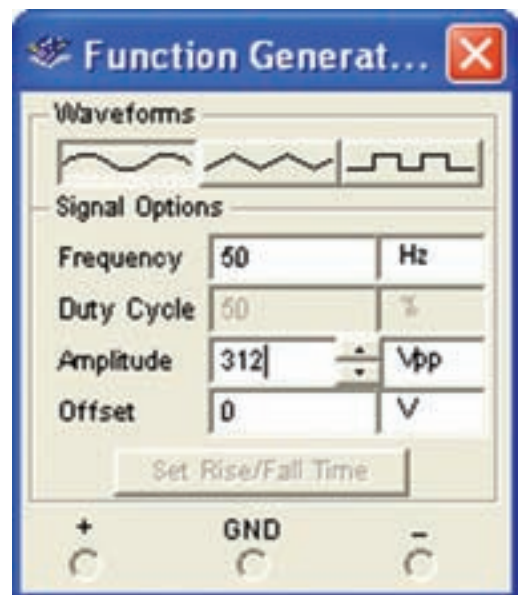 Function Generat...
Waveforms
Signal Options
Frequency 50 Hz
Duty Cycle 50 %
Amplitude 312 Vpp
Offset 0 V
Set Rise/Fall Time
+ GND -